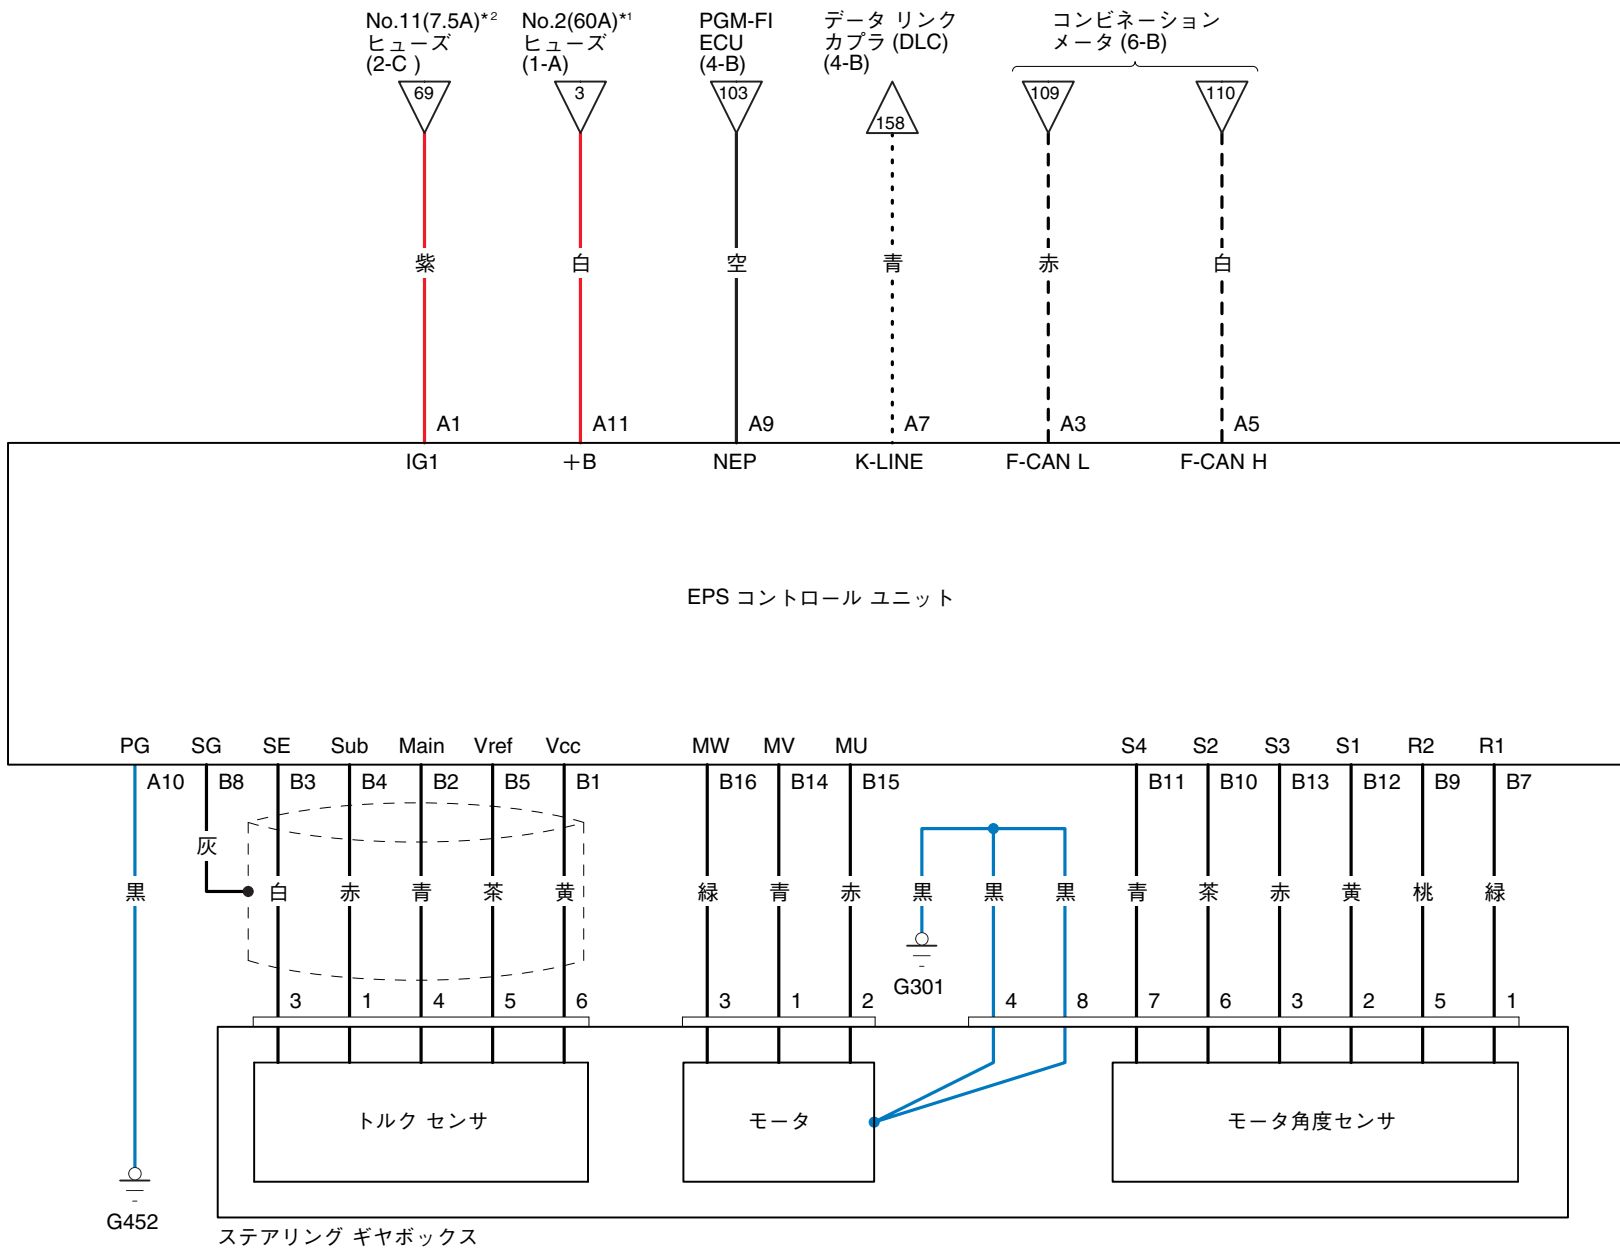 No.11(7.5A)*2
ヒューズ
(2-C )
No.2(60A)*1
ヒューズ
(1-A)
PGM-FI
ECU
(4-B)
データ リンク
カプラ (DLC)
(4-B)
コンビネーション
メータ (6-B)
69
3
103
158
109
110
紫
白
空
青
赤
白
A1
A11
A9
A7
A3
A5
IG1
+B
NEP
K-LINE
F-CAN L
F-CAN H
EPS コントロール ユニット
PG
SG
SE
Sub
Main
Vref
Vcc
MW
MV
MU
S4
S2
S3
S1
R2
R1
A10
B8
B3
B4
B2
B5
B1
B16
B14
B15
B11
B10
B13
B12
B9
B7
灰
黒
白
赤
青
茶
黄
緑
青
赤
黒
黒
黒
青
茶
赤
黄
桃
緑
G301
3
1
4
5
6
3
1
2
4
8
7
6
3
2
5
1
トルク センサ
モータ
モータ角度センサ
G452
ステアリング ギヤボックス